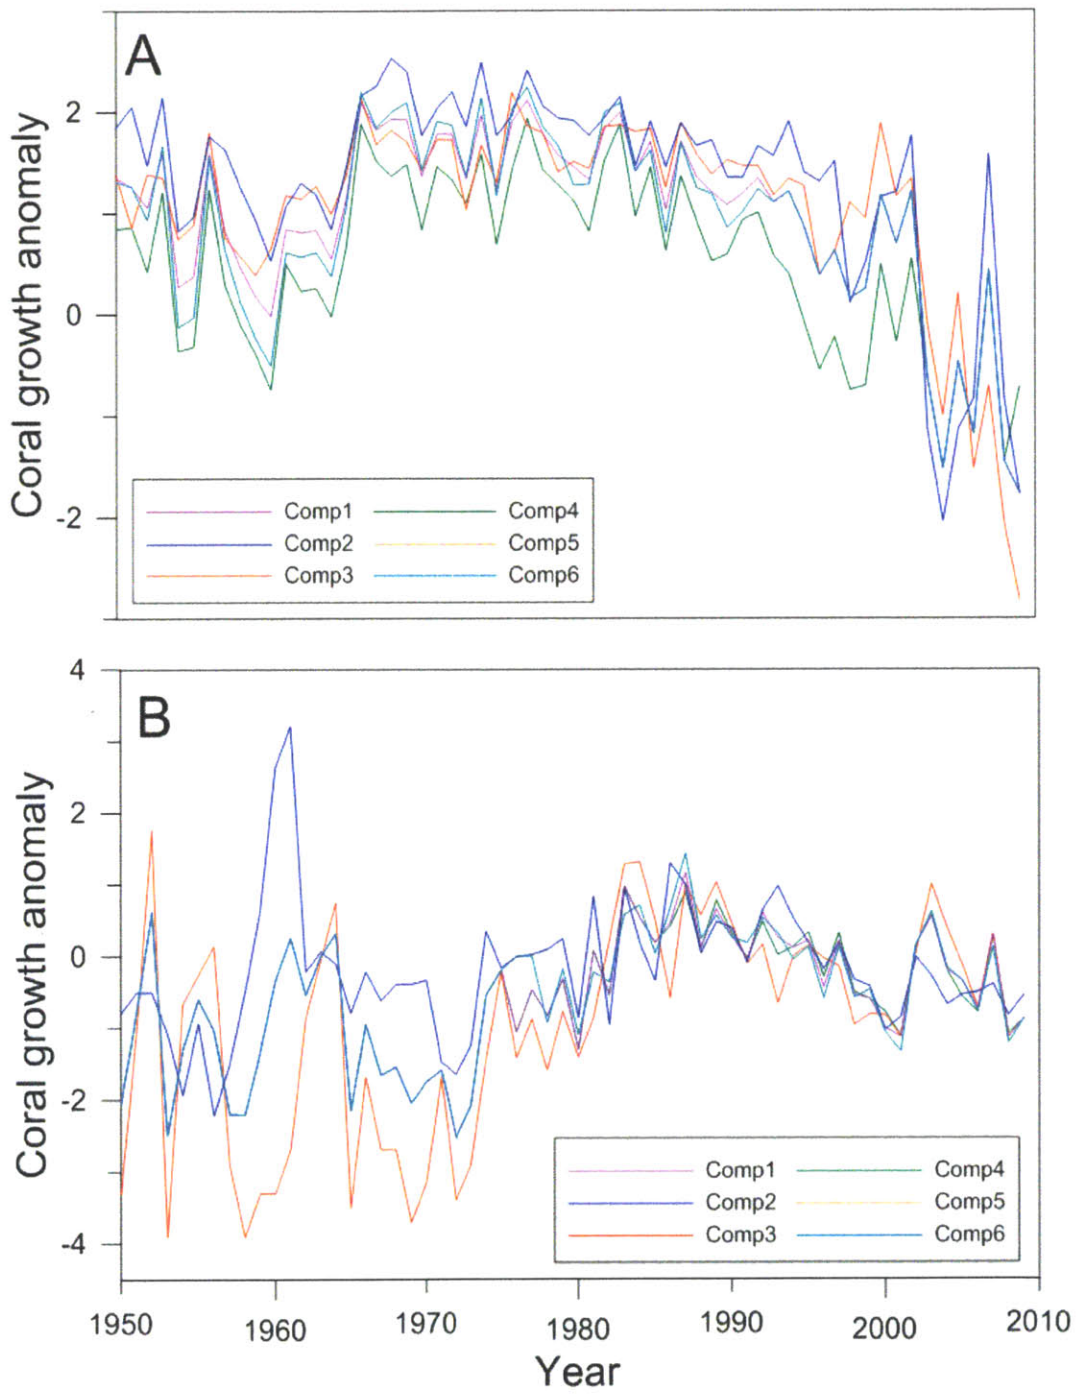 A
Coral growth anomaly
2
0
-2
Comp1 Comp4
Comp2 Comp5
Comp3 Comp6
B
Coral growth anomaly
4
2
0
-2
-4
Comp1 Comp4
Comp2 Comp5
Comp3 Comp6
1950 1960 1970 1980 1990 2000 2010
Year